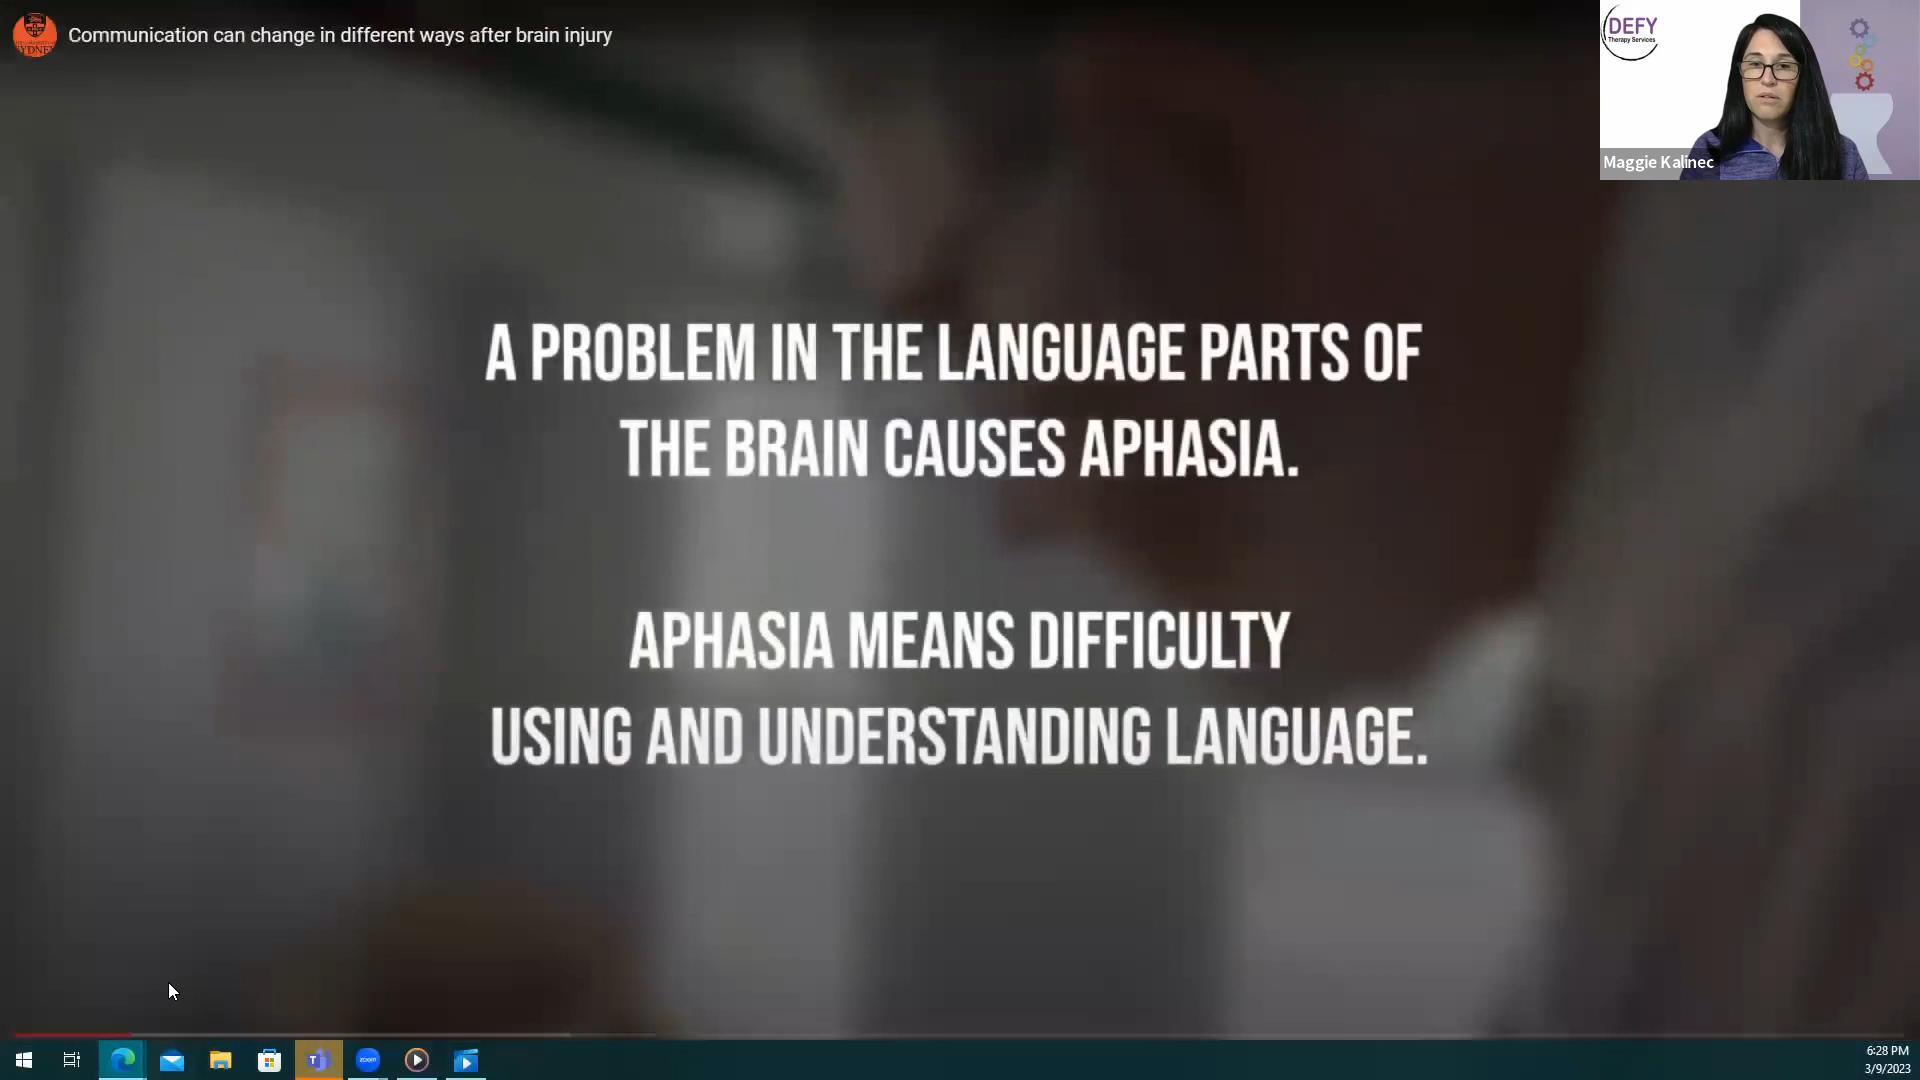 Communication can change in different ways after brain injury
DEFY
Therapy Services
Maggie Kalinec
A PROBLEM IN THE LANGUAGE PARTS OF
THE BRAIN CAUSES APHASIA.
APHASIA MEANS DIFFICULTY
USING AND UNDERSTANDING LANGUAGE.
zoom
6:28 PM
3/9/2023